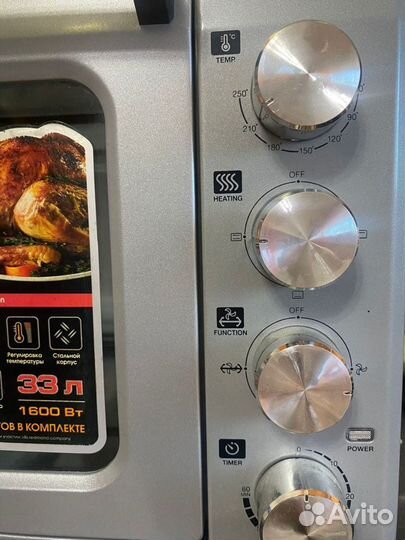 °C
TEMP.
0°
90°
120°
150°
180°
210°
250°
HEATING
OFF
FUNCTION
OFF
POWER
TIMER
0
10
20
60
MIN
Регулировка
температуры
Стальной
корпус
33 л
1600 Вт
ОВ В КОМПЛЕКТЕ
Avito